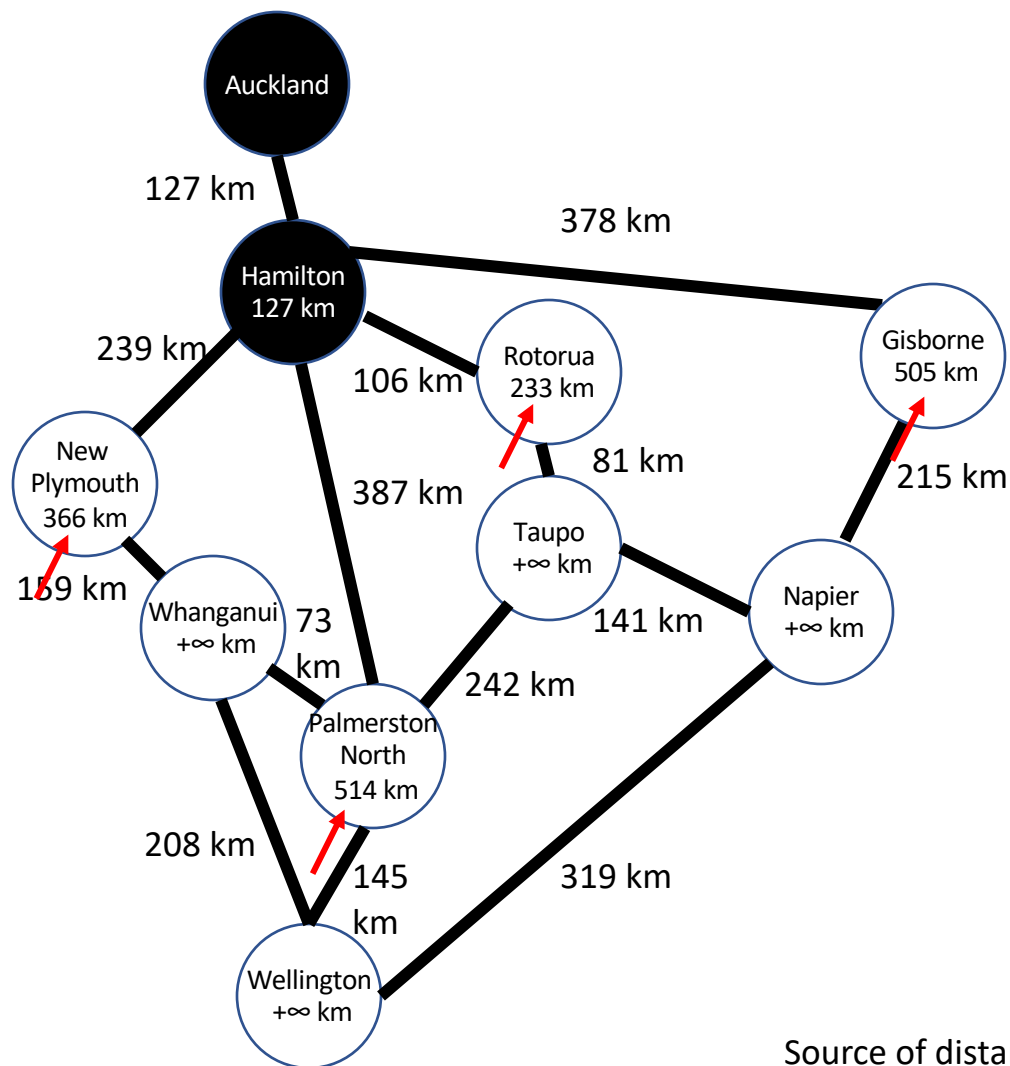 Auckland
127 km
378 km
Hamilton
127 km
239 km
106 km
Rotorua
233 km
Gisborne
505 km
New
Plymouth
366 km
387 km
81 km
215 km
159 km
Taupo
+∞ km
Whanganui
+∞ km
73
km
141 km
Napier
+∞ km
242 km
Palmerston
North
514 km
208 km
145
km
319 km
Wellington
+∞ km
Source of dista